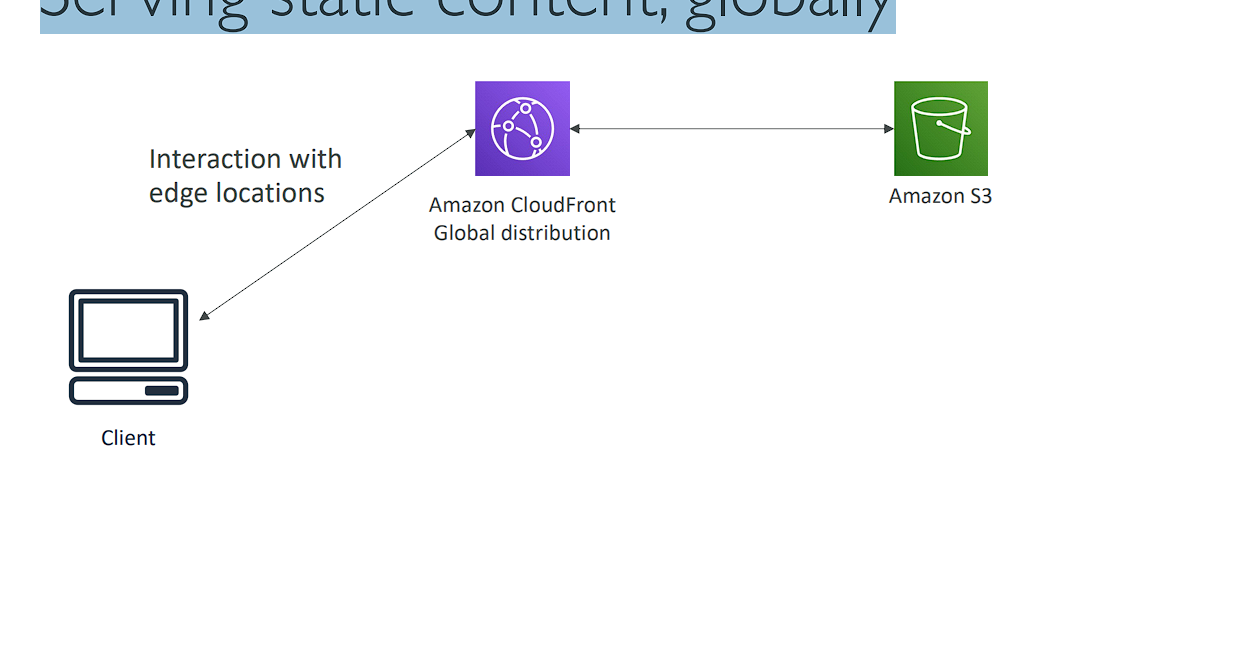 Serving static content, globally
Interaction with
edge locations
Amazon CloudFront
Global distribution
Amazon S3
Client